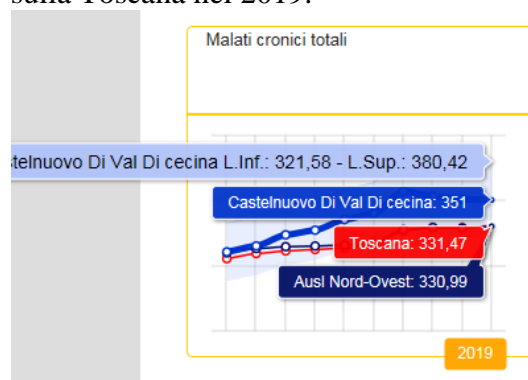 sulla Toscana nel 2019.
Malati cronici totali
telnuovo Di Val Di cecina L.Inf.: 321,58 - L.Sup.: 380,42
Castelnuovo Di Val Di cecina: 351
Toscana: 331,47
Ausl Nord-Ovest: 330,99
2019